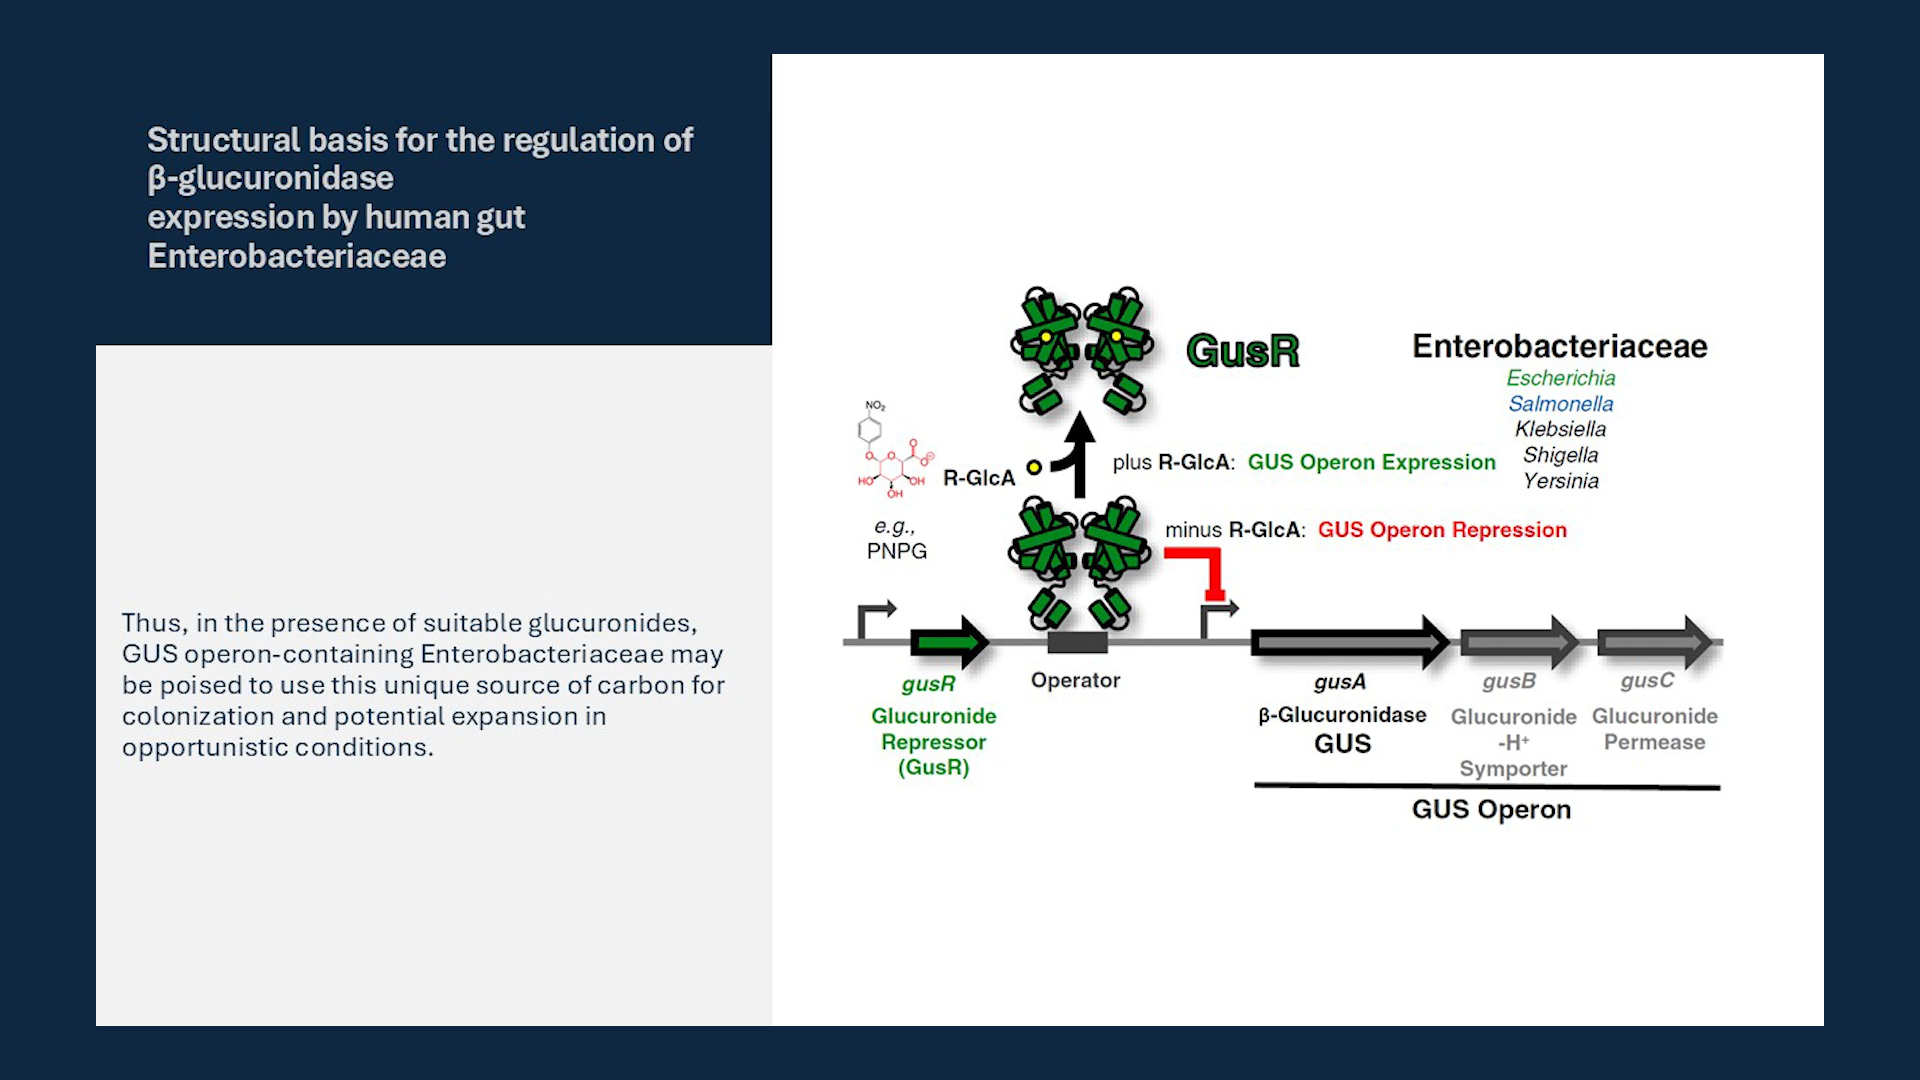 Structural basis for the regulation of
β-glucuronidase
expression by human gut
Enterobacteriaceae
Thus, in the presence of suitable glucuronides,
GUS operon-containing Enterobacteriaceae may
be poised to use this unique source of carbon for
colonization and potential expansion in
opportunistic conditions.
GusR
Enterobacteriaceae
Escherichia
Salmonella
Klebsiella
Shigella
Yersinia
NO₂
O
O
O
O⊖
HO
OH
OH
R-GlcA
e.g.,
PNPG
plus R-GlcA: GUS Operon Expression
minus R-GlcA: GUS Operon Repression
gusR
Glucuronide
Repressor
(GusR)
Operator
gusA
β-Glucuronidase
GUS
gusB
Glucuronide
-H⁺
Symporter
gusC
Glucuronide
Permease
GUS Operon